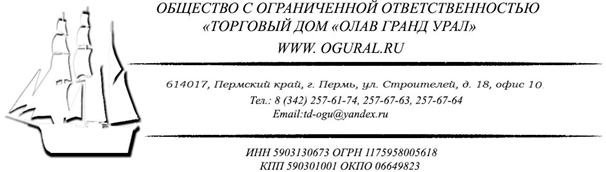 ОБЩЕСТВО С ОГРАНИЧЕННОЙ ОТВЕТСТВЕННОСТЬЮ
«ТОРГОВЫЙ ДОМ «ОЛАВ ГРАНД УРАЛ»
WWW. OGURAL.RU
614017, Пермский край, г. Пермь, ул. Строителей, д. 18, офис 10
Тел.: 8 (342) 257-61-74, 257-67-63, 257-67-64
Email:td-ogu@yandex.ru
ИНН 5903130673 ОГРН 1175958005618
КПП 590301001 ОКПО 06649823